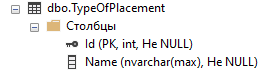 dbo.TypeOfPlacement
Столбцы
Id (PK, int, Не NULL)
Name (nvarchar(max), Не NULL)